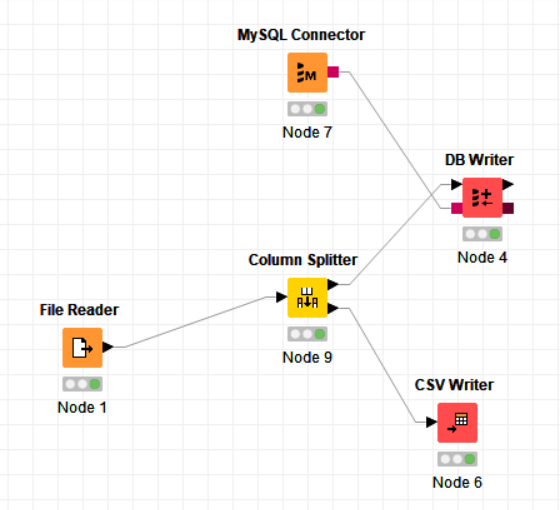 MySQL Connector
M
Node 7
DB Writer
Node 4
Column Splitter
Node 9
File Reader
Node 1
CSV Writer
Node 6